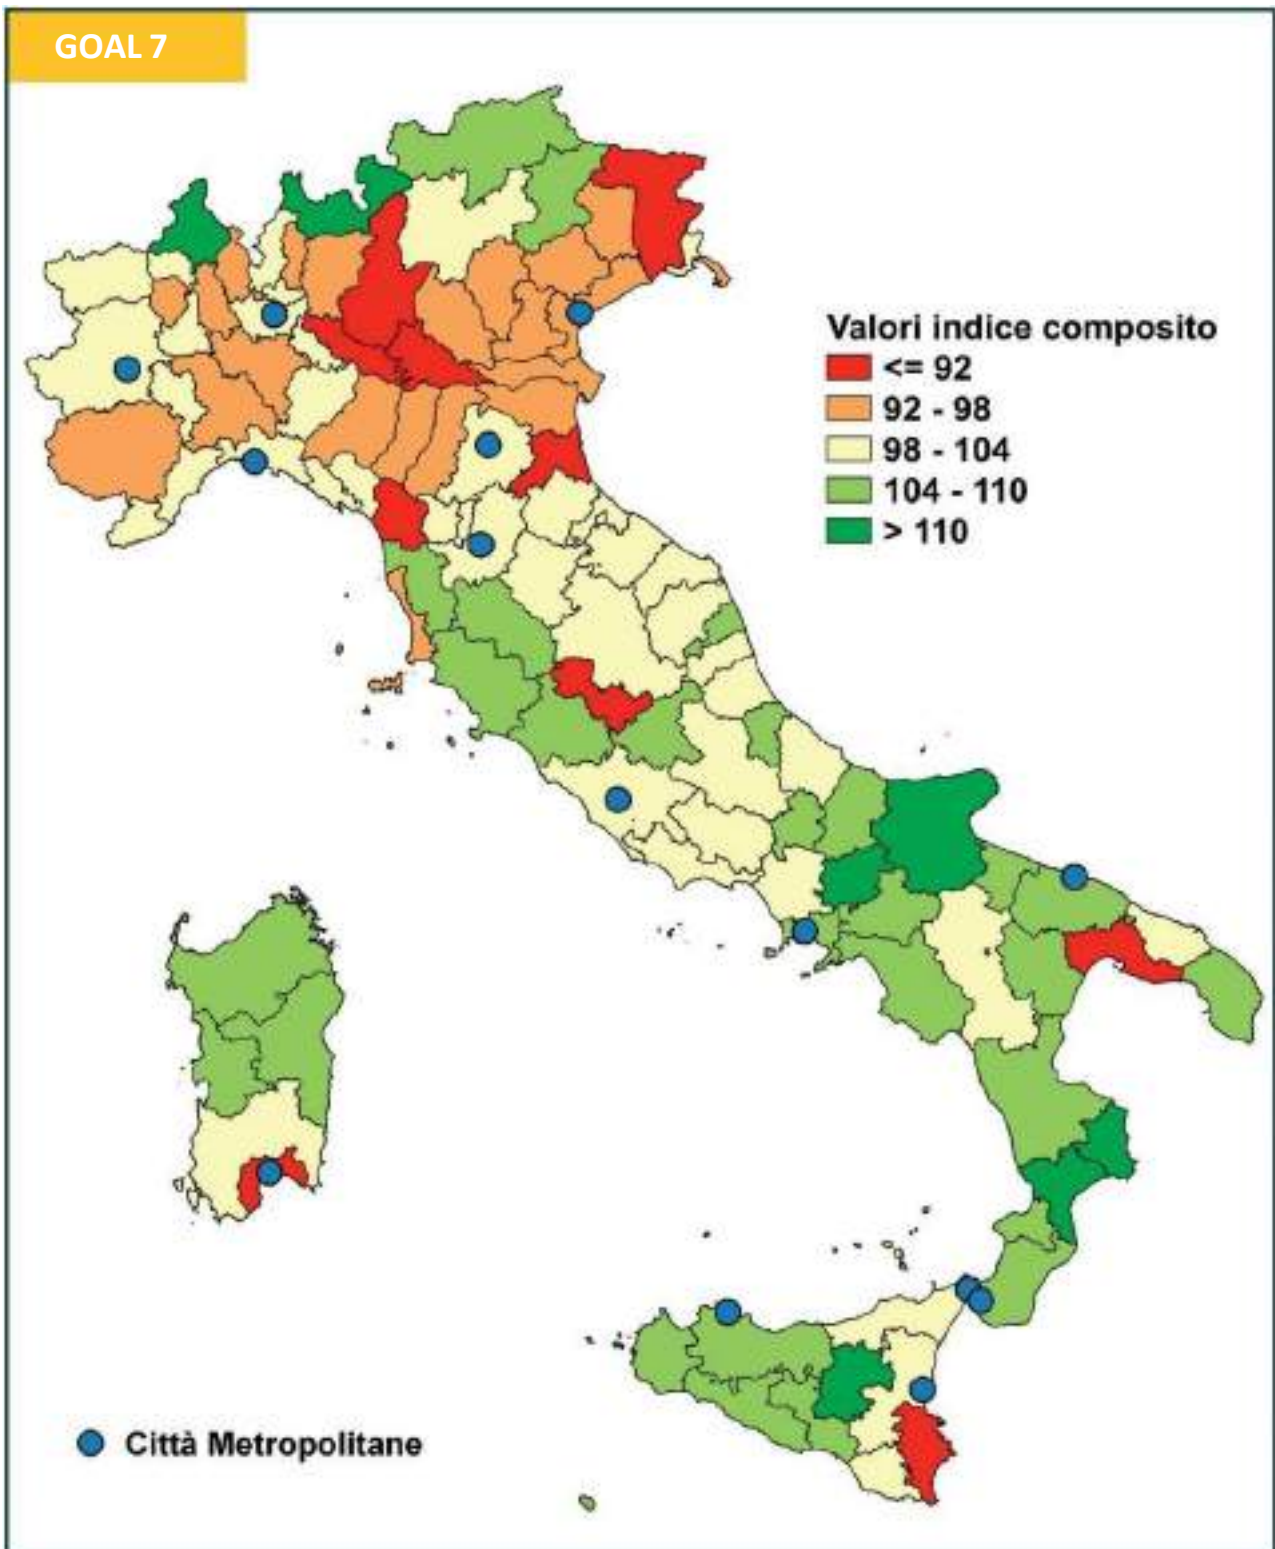 GOAL 7
Valori indice composito
<= 92
92 - 98
98 - 104
104 - 110
> 110
Città Metropolitane